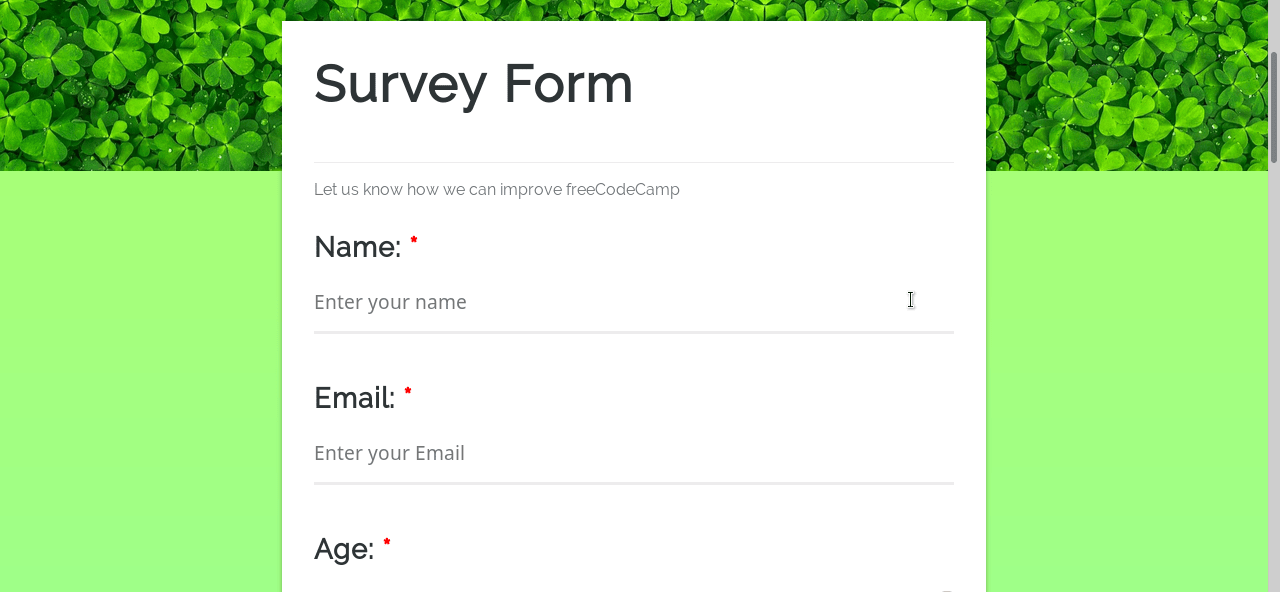 Survey Form
Let us know how we can improve freeCodeCamp
Name: *
Enter your name
Email: *
Enter your Email
Age: *